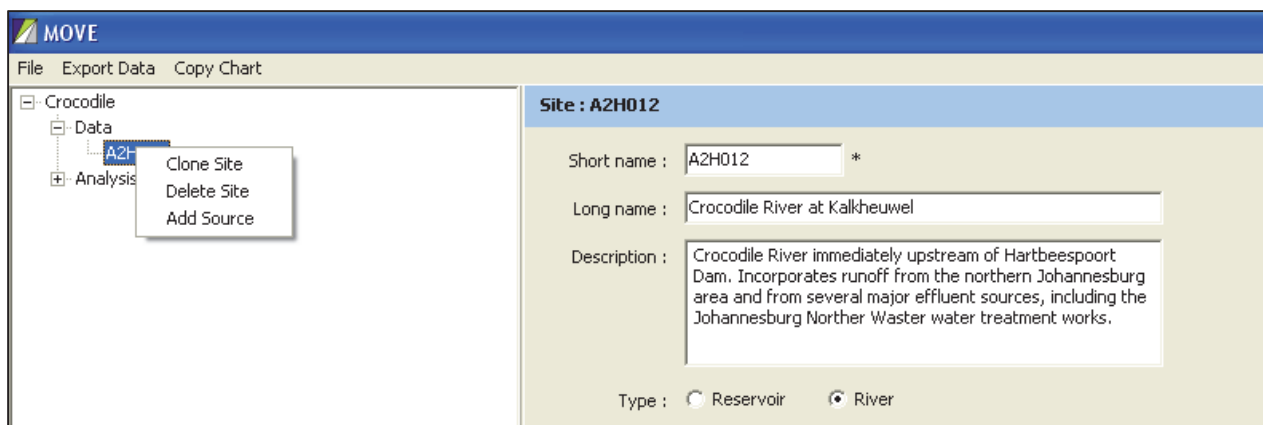 MOVE
File Export Data Copy Chart
Crocodile
Data
A2H
Analysis
Clone Site
Delete Site
Add Source
Site : A2H012
Short name : A2H012 *
Long name : Crocodile River at Kalkheuwel
Description : Crocodile River immediately upstream of Hartbeespoort
Dam. Incorporates runoff from the northern Johannesburg
area and from several major effluent sources, including the
Johannesburg Norther Waster water treatment works.
Type : Reservoir River